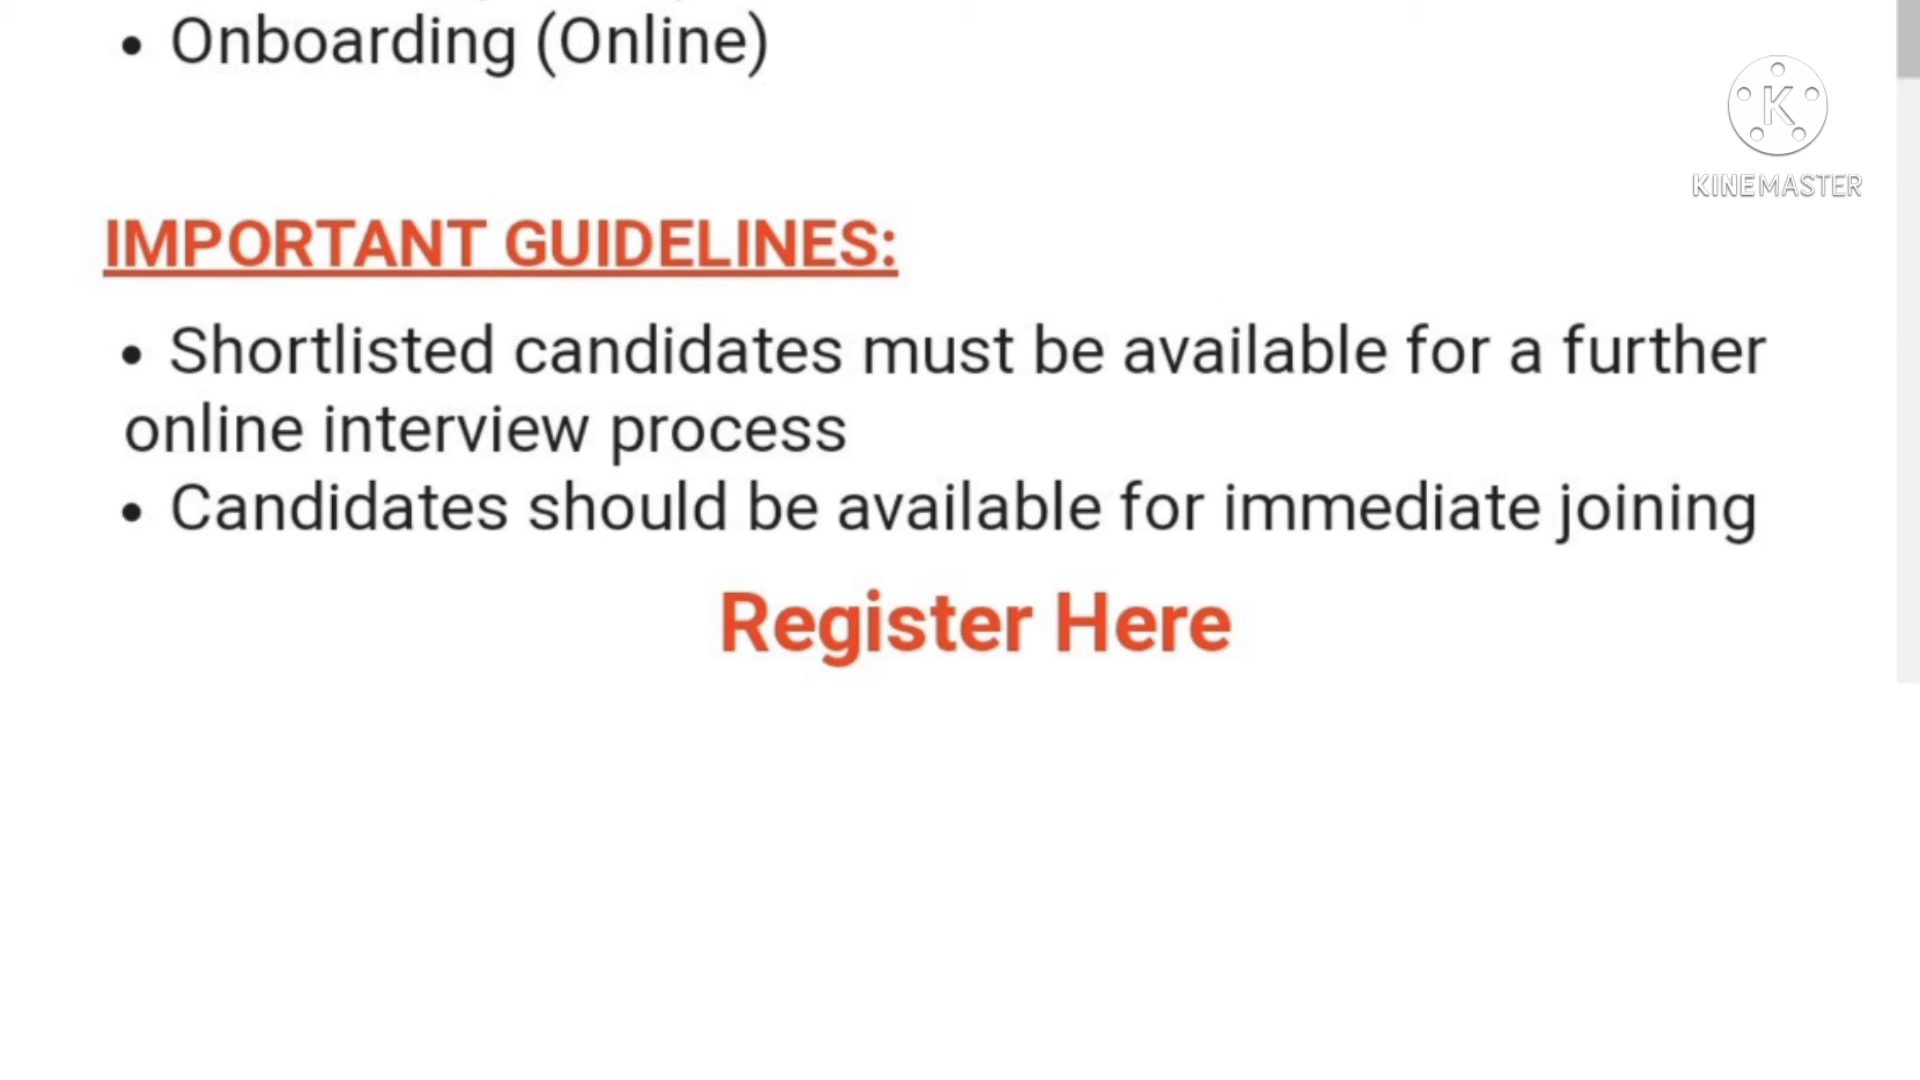 • Onboarding (Online)
K
KINEMASTER
IMPORTANT GUIDELINES:
• Shortlisted candidates must be available for a further
online interview process
• Candidates should be available for immediate joining
Register Here